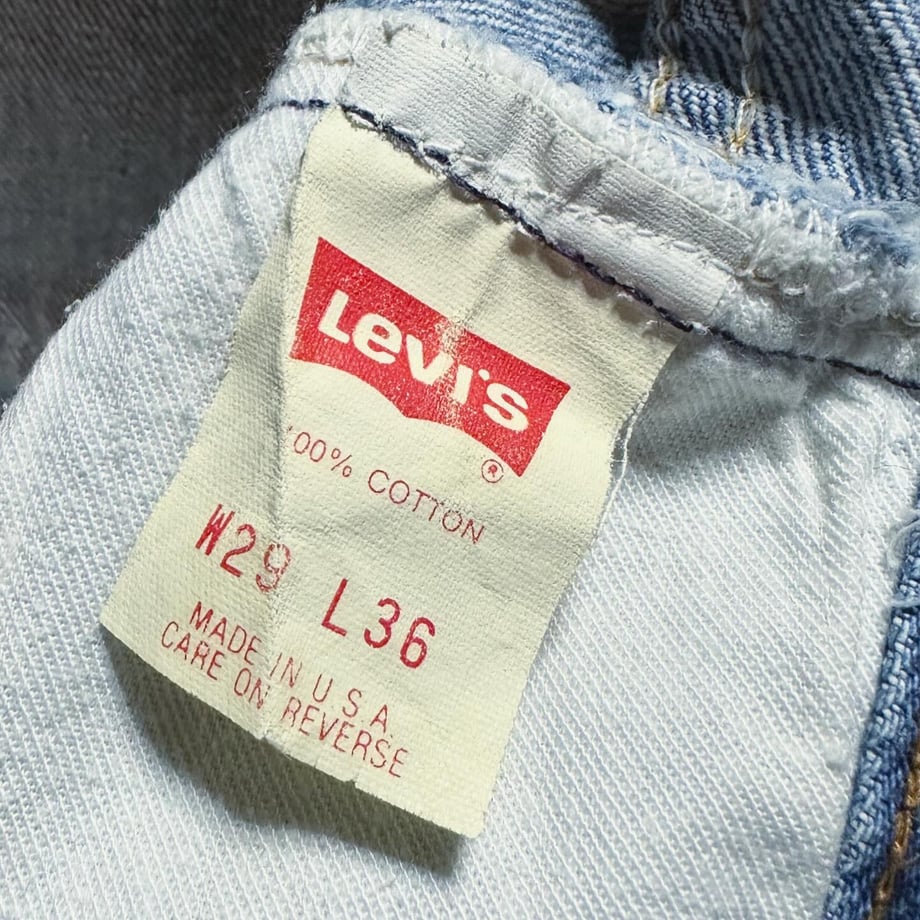 Levi's
®
100% COTTON
W29 L36
MADE IN U S A
CARE ON REVERSE